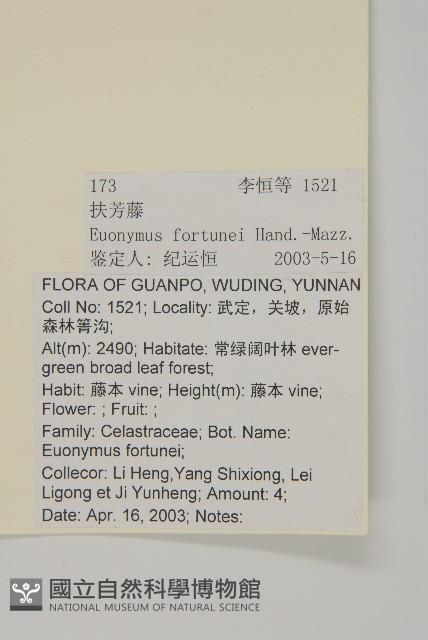 173 李恒等 1521
扶芳藤
Euonymus fortunei Hand.-Mazz.
鉴定人: 纪运恒 2003-5-16
FLORA OF GUANPO, WUDING, YUNNAN
Coll No: 1521; Locality: 武定，关坡，原始
森林箐沟;
Alt(m): 2490; Habitate: 常绿阔叶林 ever-
green broad leaf forest;
Habit: 藤本 vine; Height(m): 藤本 vine;
Flower: ; Fruit: ;
Family: Celastraceae; Bot. Name:
Euonymus fortunei;
Collecor: Li Heng,Yang Shixiong, Lei
Ligong et Ji Yunheng; Amount: 4;
Date: Apr. 16, 2003; Notes:
國立自然科學博物館
NATIONAL MUSEUM OF NATURAL SCIENCE